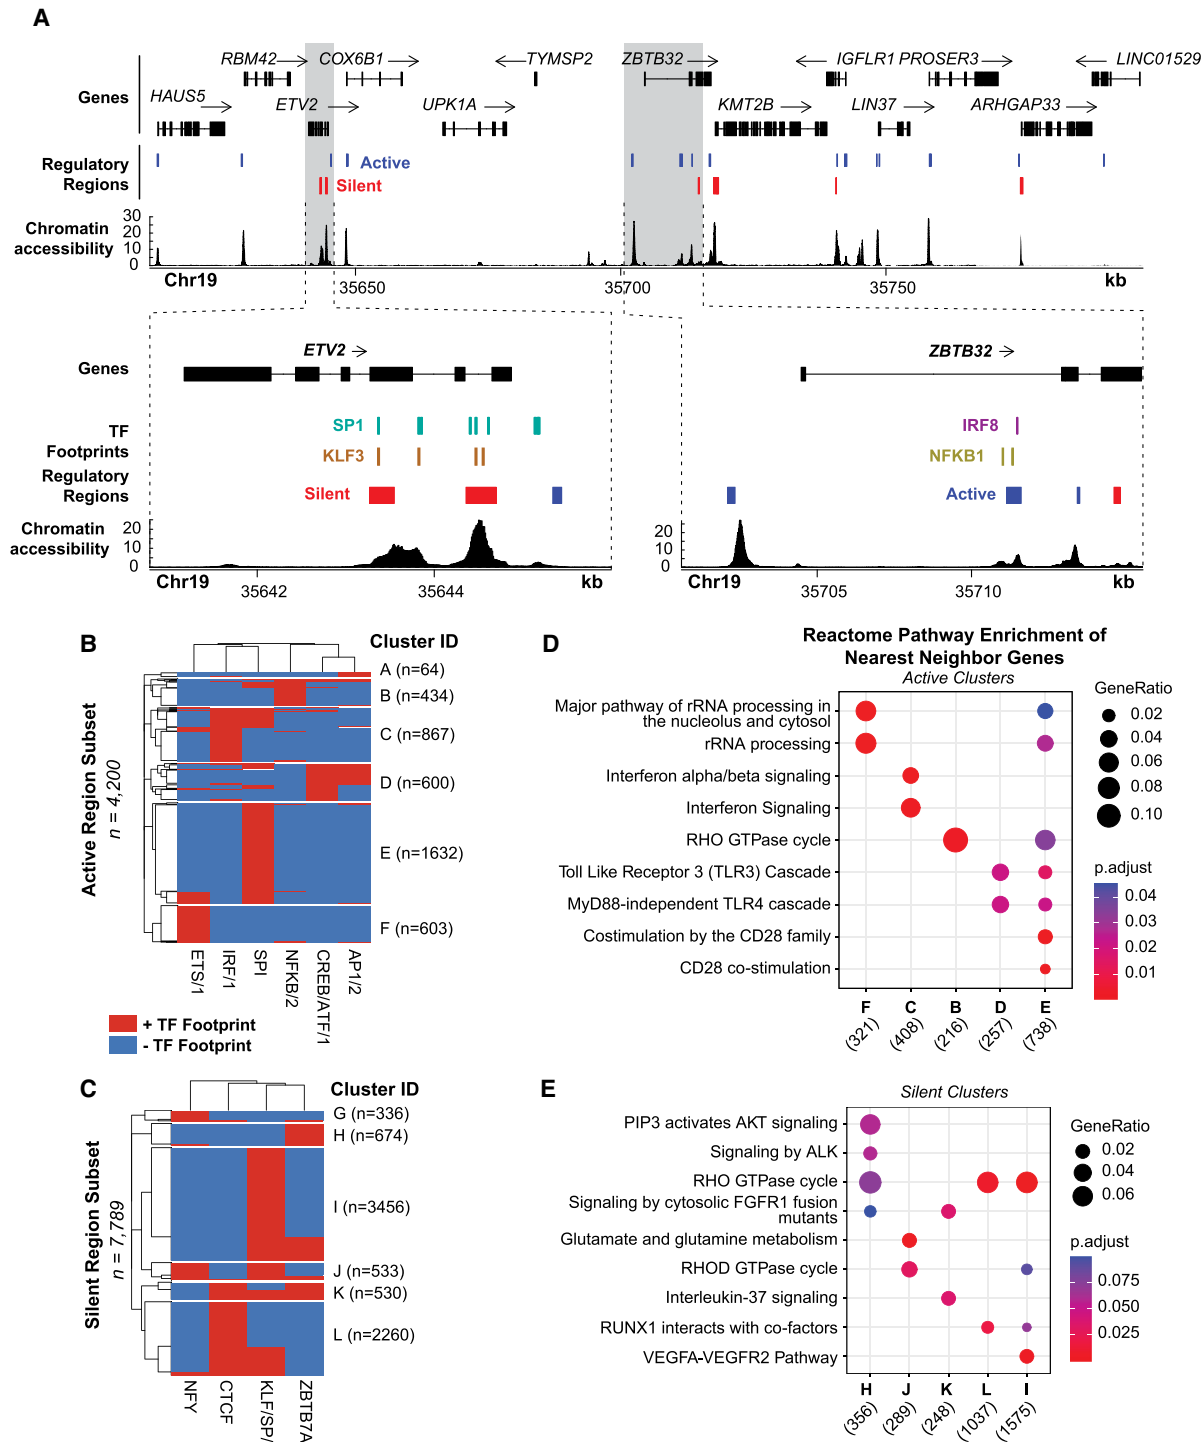 A
RBM42 COX6B1 TYMSP2 ZBTB32 IGFLR1 PROSER3 LINC01529
Genes
HAUS5 ETV2 UPK1A KMT2B LIN37 ARHGAP33
Regulatory Regions
Active
Silent
Chromatin accessibility
30
20
10
0
Chr19 35650 35700 35750 kb
Genes
ETV2
ZBTB32
TF Footprints
SP1
KLF3
IRF8
NFKB1
Regulatory Regions
Silent
Active
Chromatin accessibility
20
10
0
20
10
0
Chr19 35642 35644 kb
Chr19 35705 35710 kb
B
Cluster ID
Active Region Subset
n = 4,200
A (n=64)
B (n=434)
C (n=867)
D (n=600)
E (n=1632)
F (n=603)
ETS/1
IRF/1
SPI
NFKB/2
CREB/ATF/1
AP1/2
+ TF Footprint
- TF Footprint
C
Cluster ID
Silent Region Subset
n = 7,789
G (n=336)
H (n=674)
I (n=3456)
J (n=533)
K (n=530)
L (n=2260)
NFY
CTCF
KLF/SP/
ZBTB7A
D
Reactome Pathway Enrichment of
Nearest Neighbor Genes
Active Clusters
Major pathway of rRNA processing in
the nucleolus and cytosol
rRNA processing
Interferon alpha/beta signaling
Interferon Signaling
RHO GTPase cycle
Toll Like Receptor 3 (TLR3) Cascade
MyD88-independent TLR4 cascade
Costimulation by the CD28 family
CD28 co-stimulation
F C B D E
(321) (408) (216) (257) (738)
GeneRatio
0.02
0.04
0.06
0.08
0.10
p.adjust
0.04
0.03
0.02
0.01
E
Silent Clusters
PIP3 activates AKT signaling
Signaling by ALK
RHO GTPase cycle
Signaling by cytosolic FGFR1 fusion
mutants
Glutamate and glutamine metabolism
RHOD GTPase cycle
Interleukin-37 signaling
RUNX1 interacts with co-factors
VEGFA-VEGFR2 Pathway
H J K L I
(356) (289) (248) (1037) (1575)
GeneRatio
0.02
0.04
0.06
p.adjust
0.075
0.050
0.025